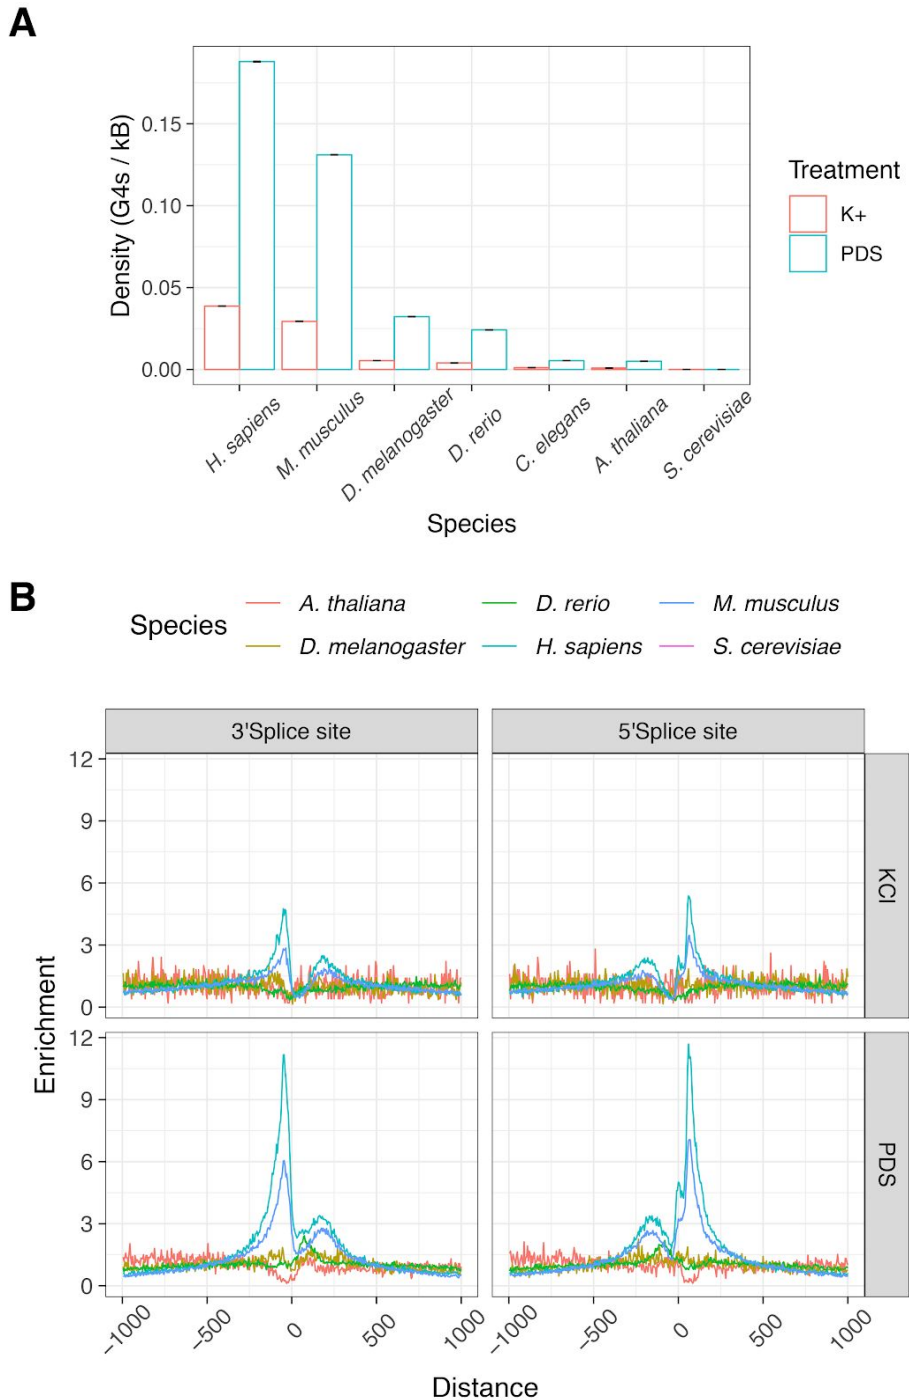 A
Density (G4s / kB)
0.15
0.10
0.05
0.00
H. sapiens
M. musculus
D. melanogaster
D. rerio
C. elegans
A. thaliana
S. cerevisiae
Species
Treatment
K+
PDS
B
Species
A. thaliana
D. rerio
M. musculus
D. melanogaster
H. sapiens
S. cerevisiae
3'Splice site
5'Splice site
Enrichment
12
9
6
3
0
KCl
12
9
6
3
0
PDS
−1000
−500
0
500
1000
−1000
−500
0
500
1000
Distance